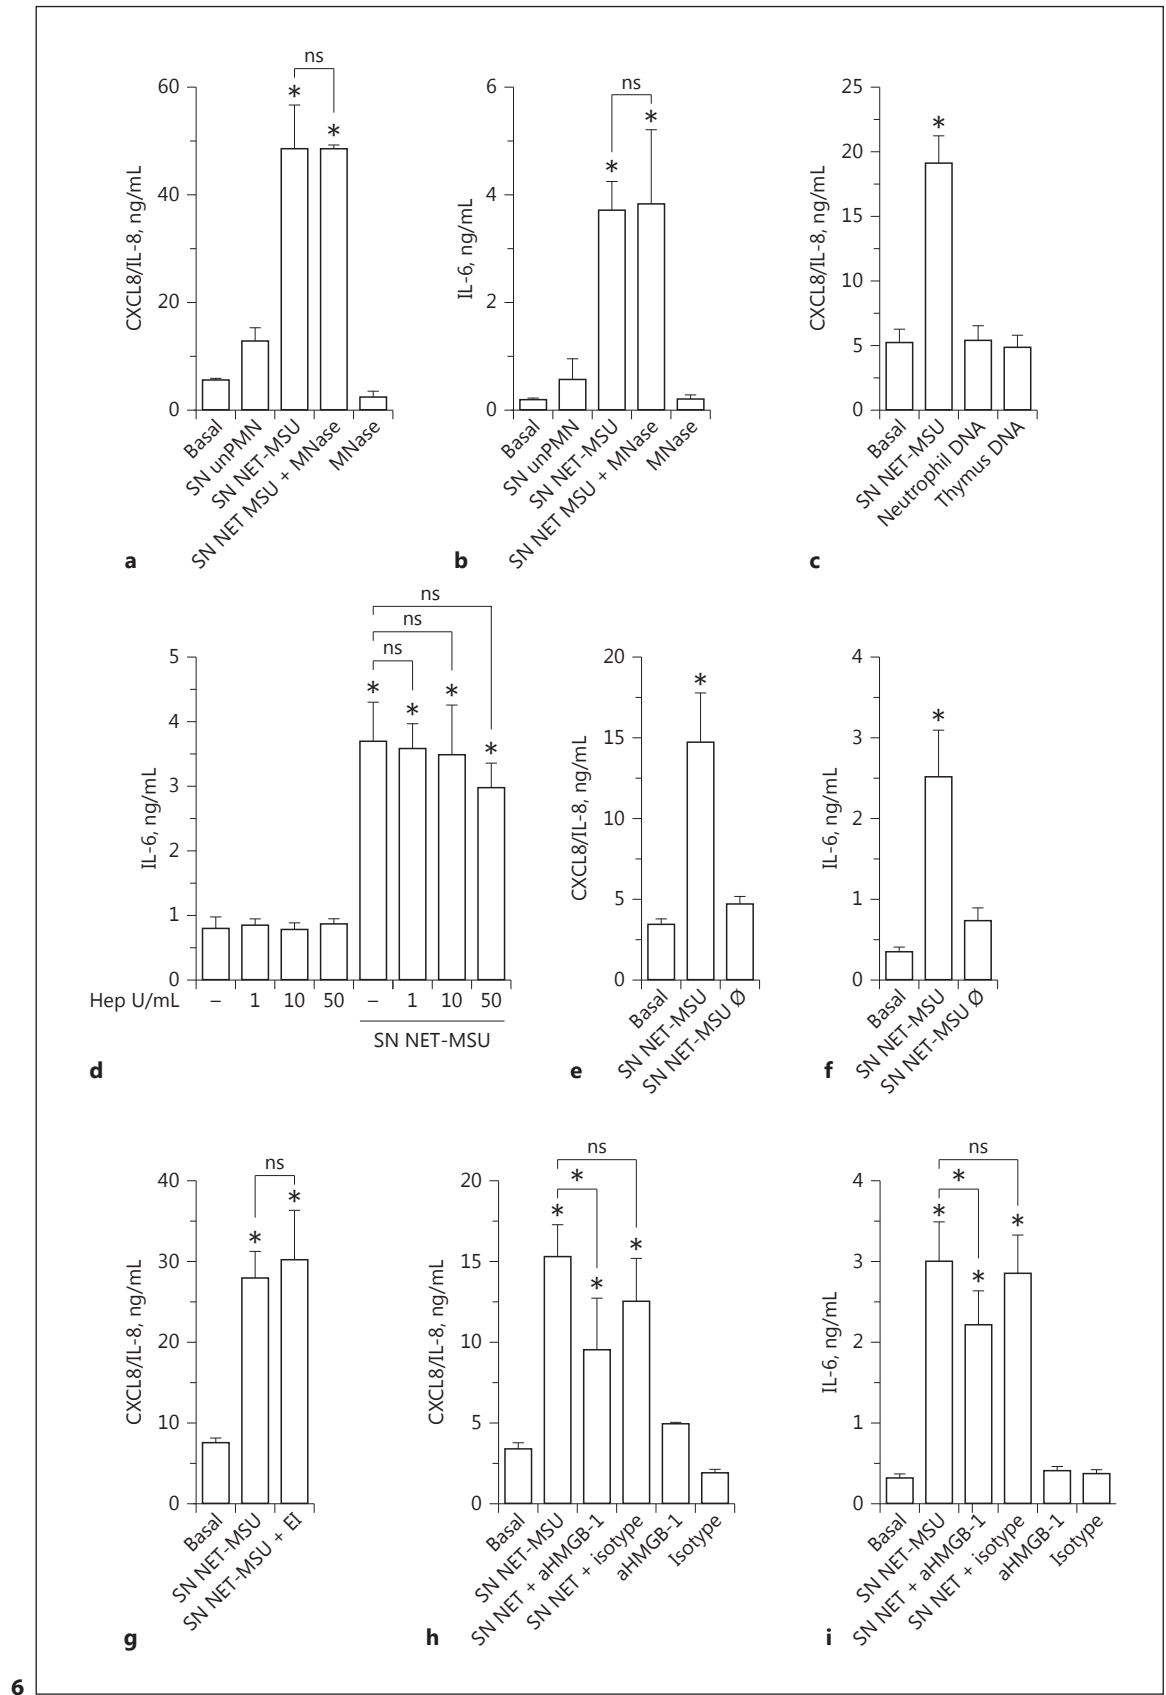 ns
*
*
60
40
20
0
CXCL8/IL-8, ng/mL
Basal
SN unPMN
SN NET-MSU
SN NET MSU + MNase
MNase
a
ns
*
*
6
4
2
0
IL-6, ng/mL
Basal
SN unPMN
SN NET-MSU
SN NET MSU + MNase
MNase
b
*
25
20
15
10
5
0
CXCL8/IL-8, ng/mL
Basal
SN NET-MSU
Neutrophil DNA
Thymus DNA
c
ns
ns
ns
* * * *
5
4
3
2
1
0
IL-6, ng/mL
Hep U/mL – 1 10 50 – 1 10 50
SN NET-MSU
d
*
20
15
10
5
0
CXCL8/IL-8, ng/mL
Basal
SN NET-MSU
SN NET-MSU Ø
e
*
4
3
2
1
0
IL-6, ng/mL
Basal
SN NET-MSU
SN NET-MSU Ø
f
ns
*
*
40
30
20
10
0
CXCL8/IL-8, ng/mL
Basal
SN NET-MSU
SN NET-MSU + EI
g
ns
*
* * *
20
15
10
5
0
CXCL8/IL-8, ng/mL
Basal
SN NET-MSU
SN NET + aHMGB-1
SN NET + isotype
aHMGB-1
Isotype
h
ns
*
* * *
4
3
2
1
0
IL-6, ng/mL
Basal
SN NET-MSU
SN NET + aHMGB-1
SN NET + isotype
aHMGB-1
Isotype
i
6